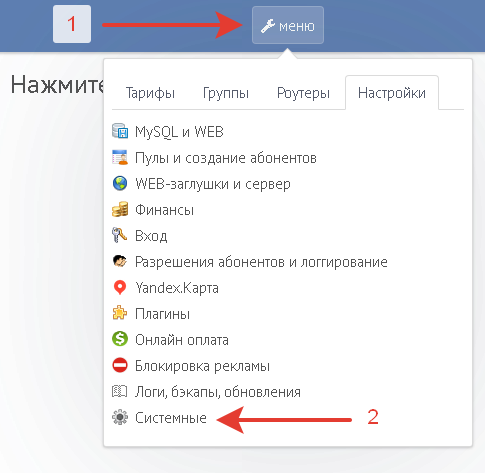 1
меню
Нажмите
Тарифы Группы Роутеры Настройки
MySQL и WEB
Пулы и создание абонентов
WEB-заглушки и сервер
Финансы
Вход
Разрешения абонентов и логгирование
Yandex.Карта
Плагины
Онлайн оплата
Блокировка рекламы
Логи, бэкапы, обновления
Системные
2